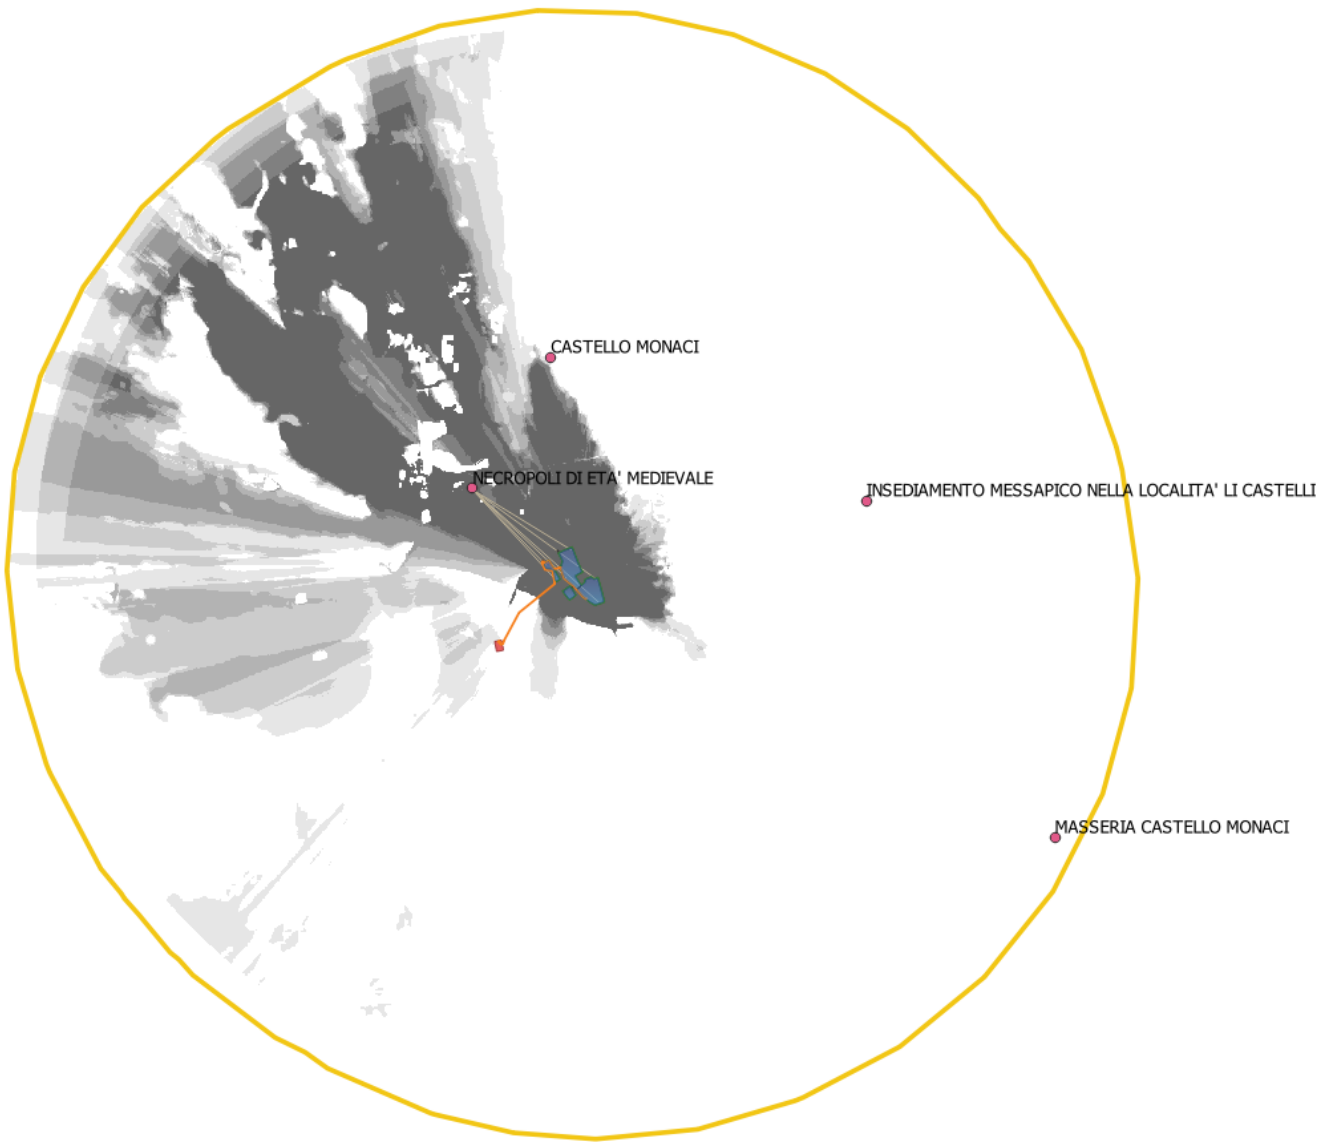 CASTELLO MONACI
NECROPOLI DI ETA' MEDIEVALE
INSEDIAMENTO MESSAPICO NELLA LOCALITA' LI CASTELLI
MASSERIA CASTELLO MONACI